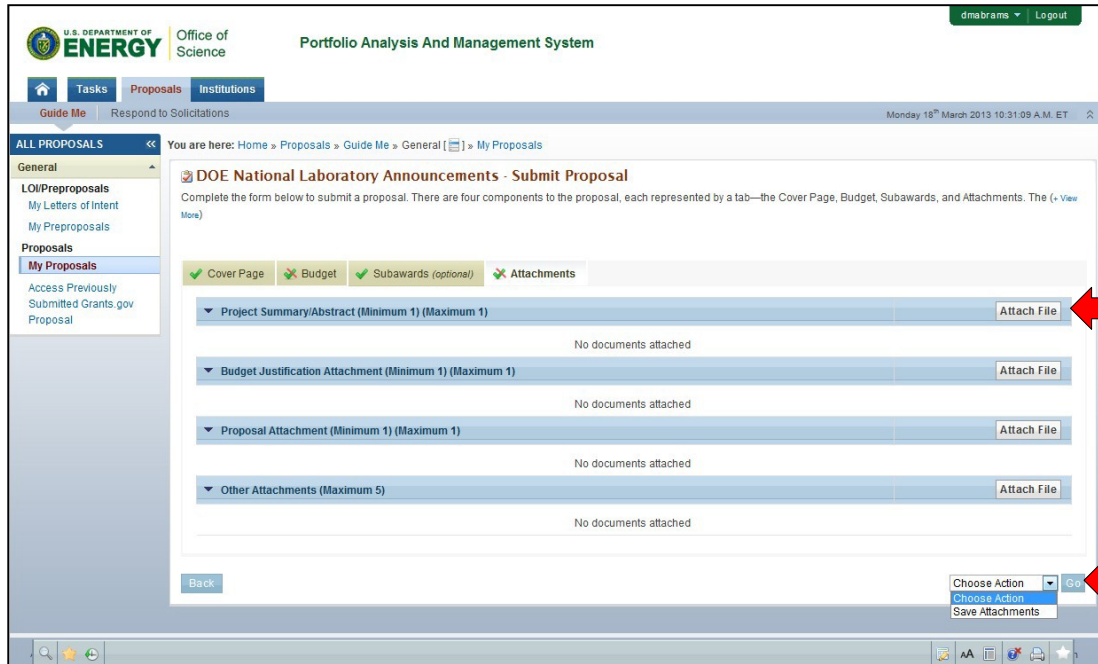 dmabrams Logout
U.S. DEPARTMENT OF
ENERGY
Office of
Science
Portfolio Analysis And Management System
Tasks Proposals Institutions
Guide Me Respond to Solicitations Monday 18th March 2013 10:31:09 A.M. ET
ALL PROPOSALS «
You are here: Home » Proposals » Guide Me » General [ ] » My Proposals
General
LOI/Preproposals
My Letters of Intent
My Preproposals
Proposals
My Proposals
Access Previously
Submitted Grants.gov
Proposal
DOE National Laboratory Announcements - Submit Proposal
Complete the form below to submit a proposal. There are four components to the proposal, each represented by a tab—the Cover Page, Budget, Subawards, and Attachments. The (+ View
More)
Cover Page Budget Subawards (optional) Attachments
Project Summary/Abstract (Minimum 1) (Maximum 1) Attach File
No documents attached
Budget Justification Attachment (Minimum 1) (Maximum 1) Attach File
No documents attached
Proposal Attachment (Minimum 1) (Maximum 1) Attach File
No documents attached
Other Attachments (Maximum 5) Attach File
No documents attached
Back Choose Action Go
Choose Action
Save Attachments
AA